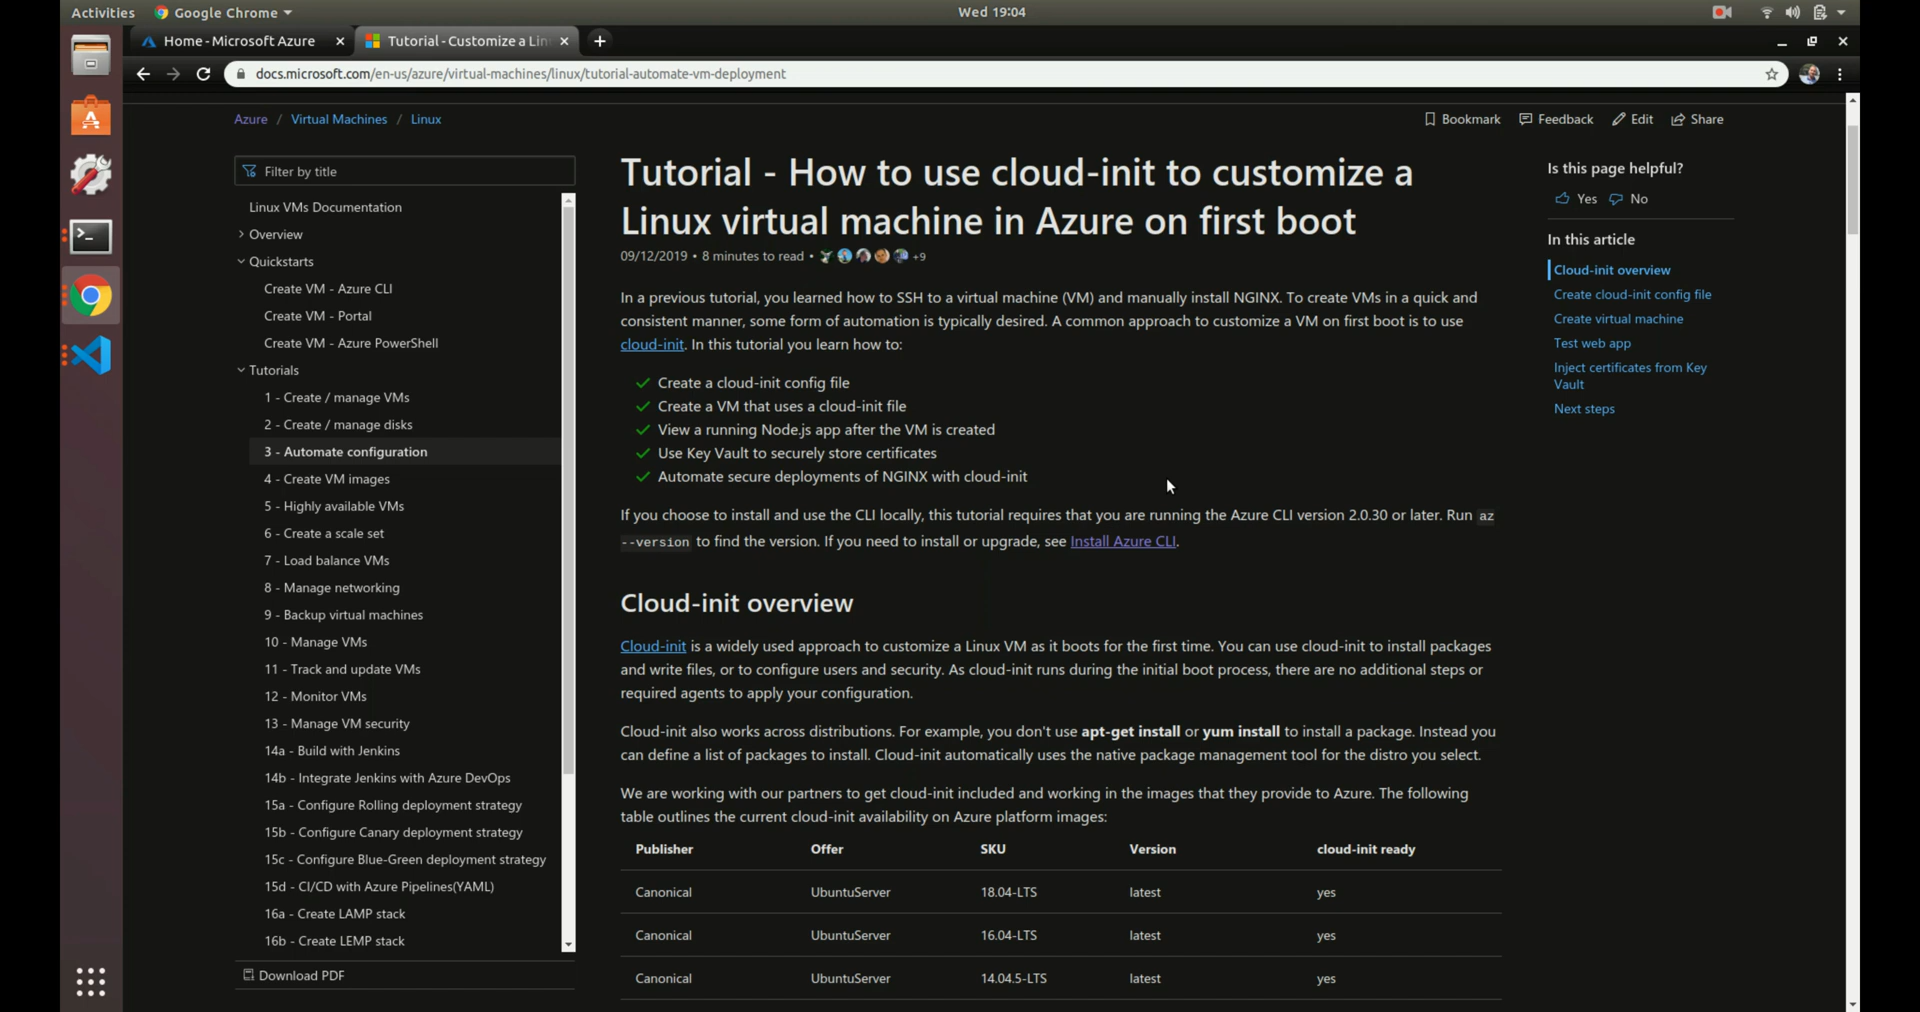 Activities
Google Chrome
Wed 19:04
Home - Microsoft Azure
Tutorial - Customize a Lin
docs.microsoft.com/en-us/azure/virtual-machines/linux/tutorial-automate-vm-deployment
Azure / Virtual Machines / Linux
Bookmark
Feedback
Edit
Share
Filter by title
Linux VMs Documentation
Overview
Quickstarts
Create VM - Azure CLI
Create VM - Portal
Create VM - Azure PowerShell
Tutorials
1 - Create / manage VMs
2 - Create / manage disks
3 - Automate configuration
4 - Create VM images
5 - Highly available VMs
6 - Create a scale set
7 - Load balance VMs
8 - Manage networking
9 - Backup virtual machines
10 - Manage VMs
11 - Track and update VMs
12 - Monitor VMs
13 - Manage VM security
14a - Build with Jenkins
14b - Integrate Jenkins with Azure DevOps
15a - Configure Rolling deployment strategy
15b - Configure Canary deployment strategy
15c - Configure Blue-Green deployment strategy
15d - CI/CD with Azure Pipelines(YAML)
16a - Create LAMP stack
16b - Create LEMP stack
Download PDF
Tutorial - How to use cloud-init to customize a
Linux virtual machine in Azure on first boot
09/12/2019 • 8 minutes to read • +9
In a previous tutorial, you learned how to SSH to a virtual machine (VM) and manually install NGINX. To create VMs in a quick and
consistent manner, some form of automation is typically desired. A common approach to customize a VM on first boot is to use
cloud-init. In this tutorial you learn how to:
Create a cloud-init config file
Create a VM that uses a cloud-init file
View a running Node.js app after the VM is created
Use Key Vault to securely store certificates
Automate secure deployments of NGINX with cloud-init
If you choose to install and use the CLI locally, this tutorial requires that you are running the Azure CLI version 2.0.30 or later. Run az
--version to find the version. If you need to install or upgrade, see Install Azure CLI.
Cloud-init overview
Cloud-init is a widely used approach to customize a Linux VM as it boots for the first time. You can use cloud-init to install packages
and write files, or to configure users and security. As cloud-init runs during the initial boot process, there are no additional steps or
required agents to apply your configuration.
Cloud-init also works across distributions. For example, you don't use apt-get install or yum install to install a package. Instead you
can define a list of packages to install. Cloud-init automatically uses the native package management tool for the distro you select.
We are working with our partners to get cloud-init included and working in the images that they provide to Azure. The following
table outlines the current cloud-init availability on Azure platform images:
Publisher Offer SKU Version cloud-init ready
Canonical UbuntuServer 18.04-LTS latest yes
Canonical UbuntuServer 16.04-LTS latest yes
Canonical UbuntuServer 14.04.5-LTS latest yes
Is this page helpful?
Yes No
In this article
Cloud-init overview
Create cloud-init config file
Create virtual machine
Test web app
Inject certificates from Key
Vault
Next steps